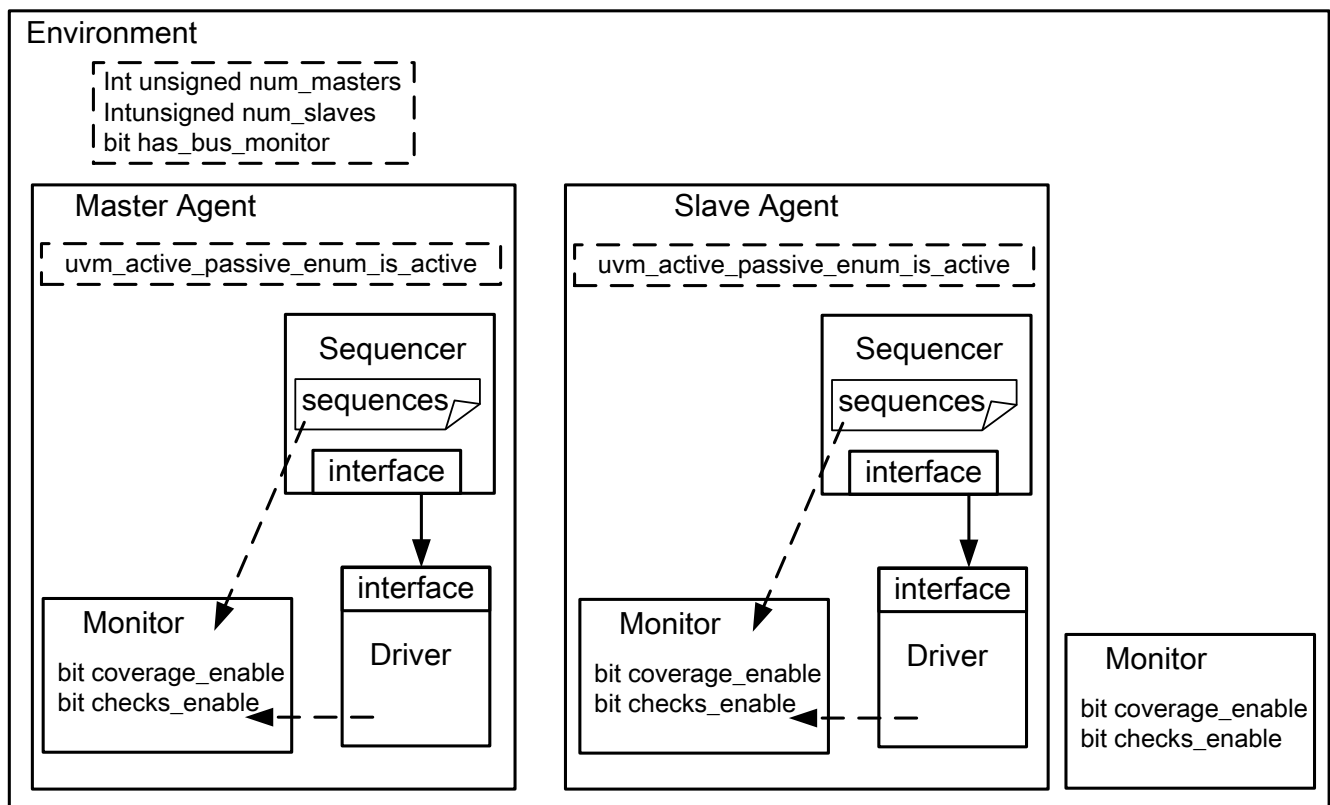 Environment
Int unsigned num_masters
Intunsigned num_slaves
bit has_bus_monitor
Master Agent
uvm_active_passive_enum_is_active
Sequencer
sequences
interface
interface
Driver
Monitor
bit coverage_enable
bit checks_enable
Slave Agent
uvm_active_passive_enum_is_active
Sequencer
sequences
interface
interface
Driver
Monitor
bit coverage_enable
bit checks_enable
Monitor
bit coverage_enable
bit checks_enable